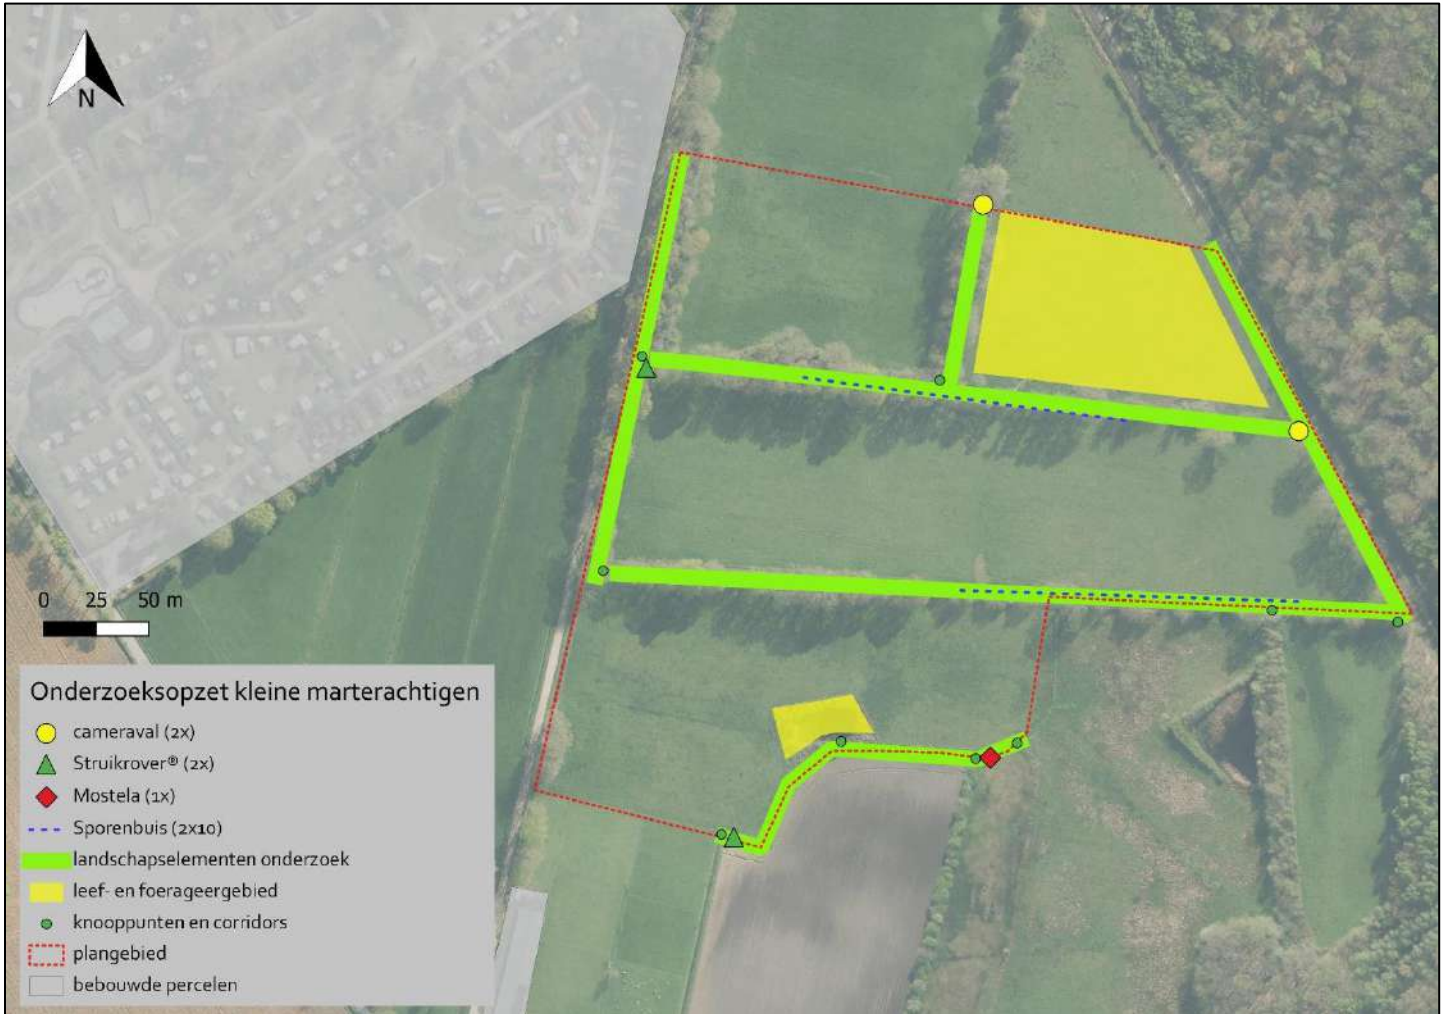 N
0 25 50 m
Onderzoeksopzet kleine marterachtigen
cameraval (2x)
Struikrover® (2x)
Mostela (1x)
Sporenbuis (2x10)
landschapselementen onderzoek
leef- en foerageergebied
knooppunten en corridors
plangebied
bebouwde percelen